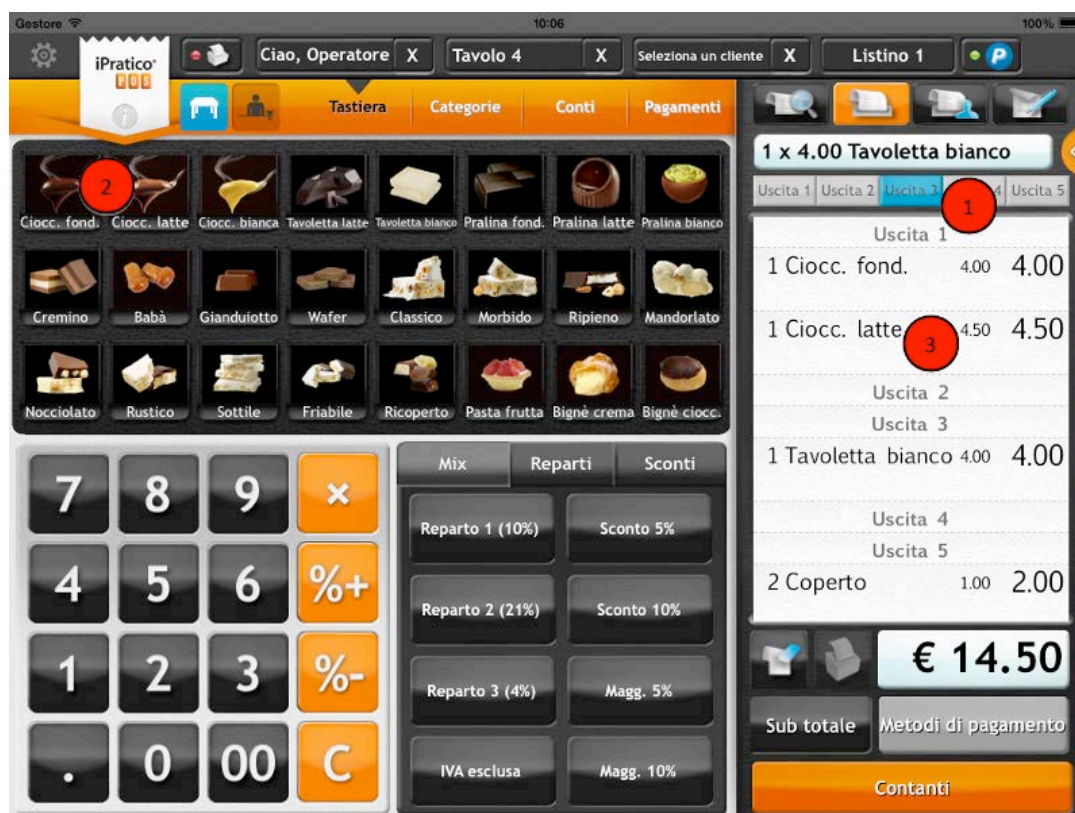 Gestore 10:06 100%
iPratico®
POS
Ciao, Operatore X Tavolo 4 X Seleziona un cliente X Listino 1 P
Tastiera Categorie Conti Pagamenti
1 x 4.00 Tavoletta bianco
Uscita 1 Uscita 2 Uscita 3 1 4 Uscita 5
2
Ciocc. fond. Ciocc. latte Ciocc. bianca Tavoletta latte Tavoletta bianco Pralina fond. Pralina latte Pralina bianco
Cremino Babà Gianduiotto Wafer Classico Morbido Ripieno Mandorlato
Nocciolato Rustico Sottile Friabile Ricoperto Pasta frutta Bignè crema Bignè ciocc.
Uscita 1
1 Ciocc. fond. 4.00 4.00
1 Ciocc. latte 3 4.50 4.50
Uscita 2
Uscita 3
1 Tavoletta bianco 4.00 4.00
Uscita 4
Uscita 5
2 Coperto 1.00 2.00
€ 14.50
Sub totale Metodi di pagamento
Contanti
7 8 9 ×
4 5 6 %+
1 2 3 %-
. 0 00 C
Mix Reparti Sconti
Reparto 1 (10%) Sconto 5%
Reparto 2 (21%) Sconto 10%
Reparto 3 (4%) Magg. 5%
IVA esclusa Magg. 10%